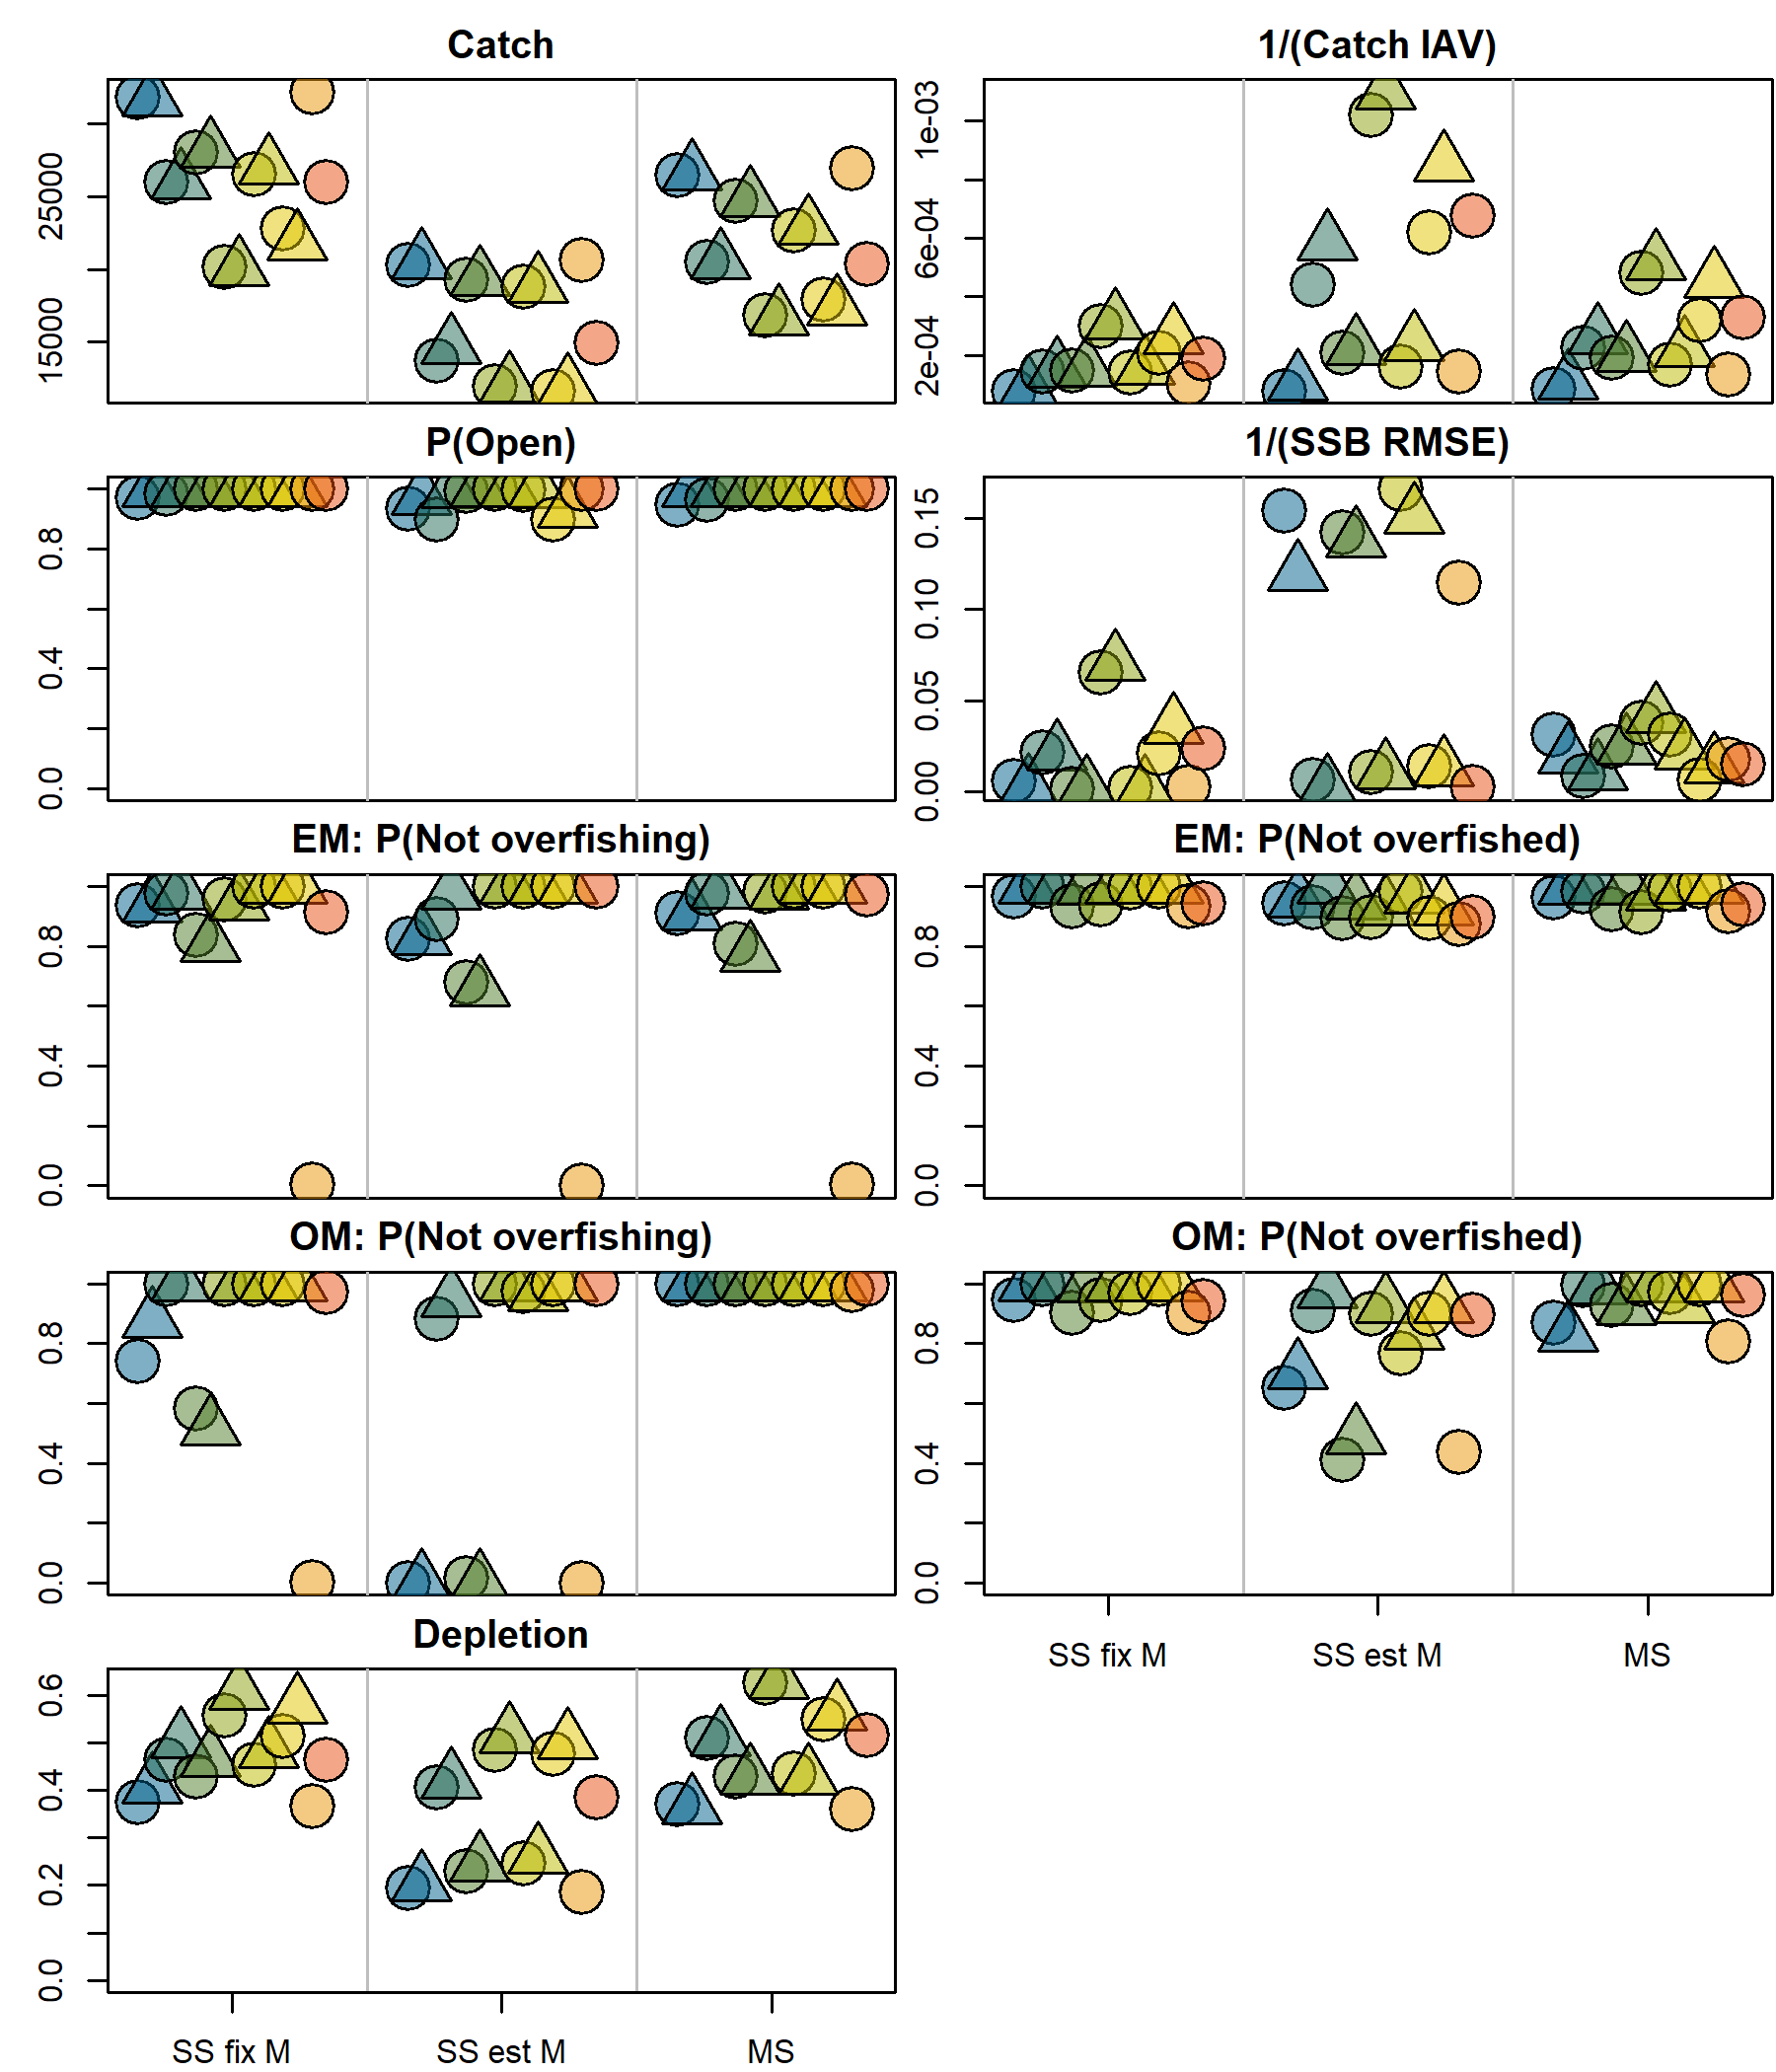 Catch
1/(Catch IAV)
25000
15000
1e-03
6e-04
2e-04
P(Open)
1/(SSB RMSE)
0.8
0.4
0.0
0.15
0.10
0.05
0.00
EM: P(Not overfishing)
EM: P(Not overfished)
0.8
0.4
0.0
0.8
0.4
0.0
OM: P(Not overfishing)
OM: P(Not overfished)
0.8
0.4
0.0
0.8
0.4
0.0
SS fix M
SS est M
MS
Depletion
0.6
0.4
0.2
0.0
SS fix M
SS est M
MS